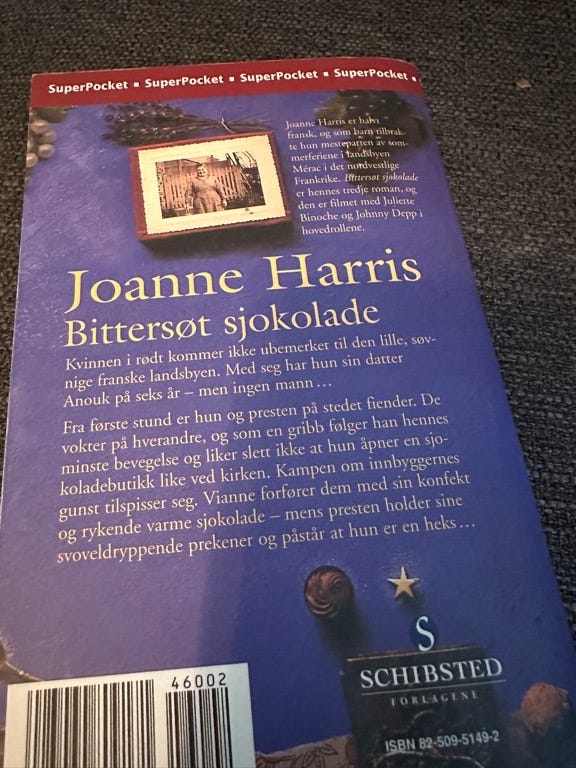 SuperPocket ▪ SuperPocket ▪ SuperPocket ▪ SuperPocket ▪
Joanne Harris er halvt
fransk, og som barn tilbrak-
te hun mesteparten av som-
merferiene i landsbyen
Mérac i det nordvestlige
Frankrike. Bittersøt sjokolade
er hennes tredje roman, og
den er filmet med Juliette
Binoche og Johnny Depp i
hovedrollene.
Joanne Harris
Bittersøt sjokolade
Kvinnen i rødt kommer ikke ubemerket til den lille, søv-
nige franske landsbyen. Med seg har hun sin datter
Anouk på seks år – men ingen mann ...
Fra første stund er hun og presten på stedet fiender. De
vokter på hverandre, og som en gribb følger han hennes
minste bevegelse og liker slett ikke at hun åpner en sjo-
koladebutikk like ved kirken. Kampen om innbyggernes
gunst tilspisser seg. Vianne forfører dem med sin konfekt
og rykende varme sjokolade – mens presten holder sine
svoveldryppende prekener og påstår at hun er en heks ...
S
SCHIBSTED
FORLAGENE
46002
ISBN 82-509-5149-2